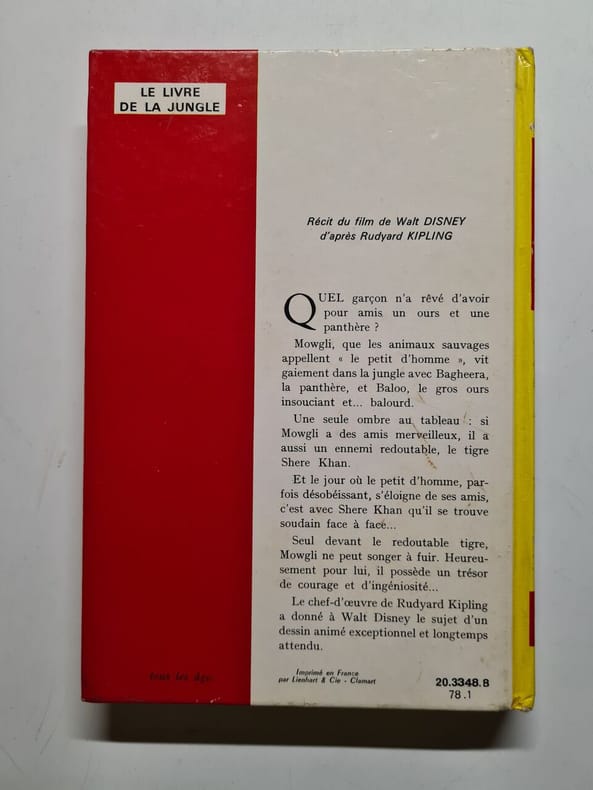 LE LIVRE
DE LA JUNGLE
Récit du film de Walt DISNEY
d'après Rudyard KIPLING
QUEL garçon n'a rêvé d'avoir
pour amis un ours et une
panthère ?
Mowgli, que les animaux sauvages
appellent « le petit d'homme », vit
gaiement dans la jungle avec Bagheera,
la panthère, et Baloo, le gros ours
insouciant et... balourd.
Une seule ombre au tableau : si
Mowgli a des amis merveilleux, il a
aussi un ennemi redoutable, le tigre
Shere Khan.
Et le jour où le petit d'homme, par-
fois désobéissant, s'éloigne de ses amis,
c'est avec Shere Khan qu'il se trouve
soudain face à face...
Seul devant le redoutable tigre,
Mowgli ne peut songer à fuir. Heureu-
sement pour lui, il possède un trésor
de courage et d'ingéniosité...
Le chef-d'œuvre de Rudyard Kipling
a donné à Walt Disney le sujet d'un
dessin animé exceptionnel et longtemps
attendu.
tous les
Imprimé en France
par Lienhart & Cie - Clamart
20.3348.8
78.1